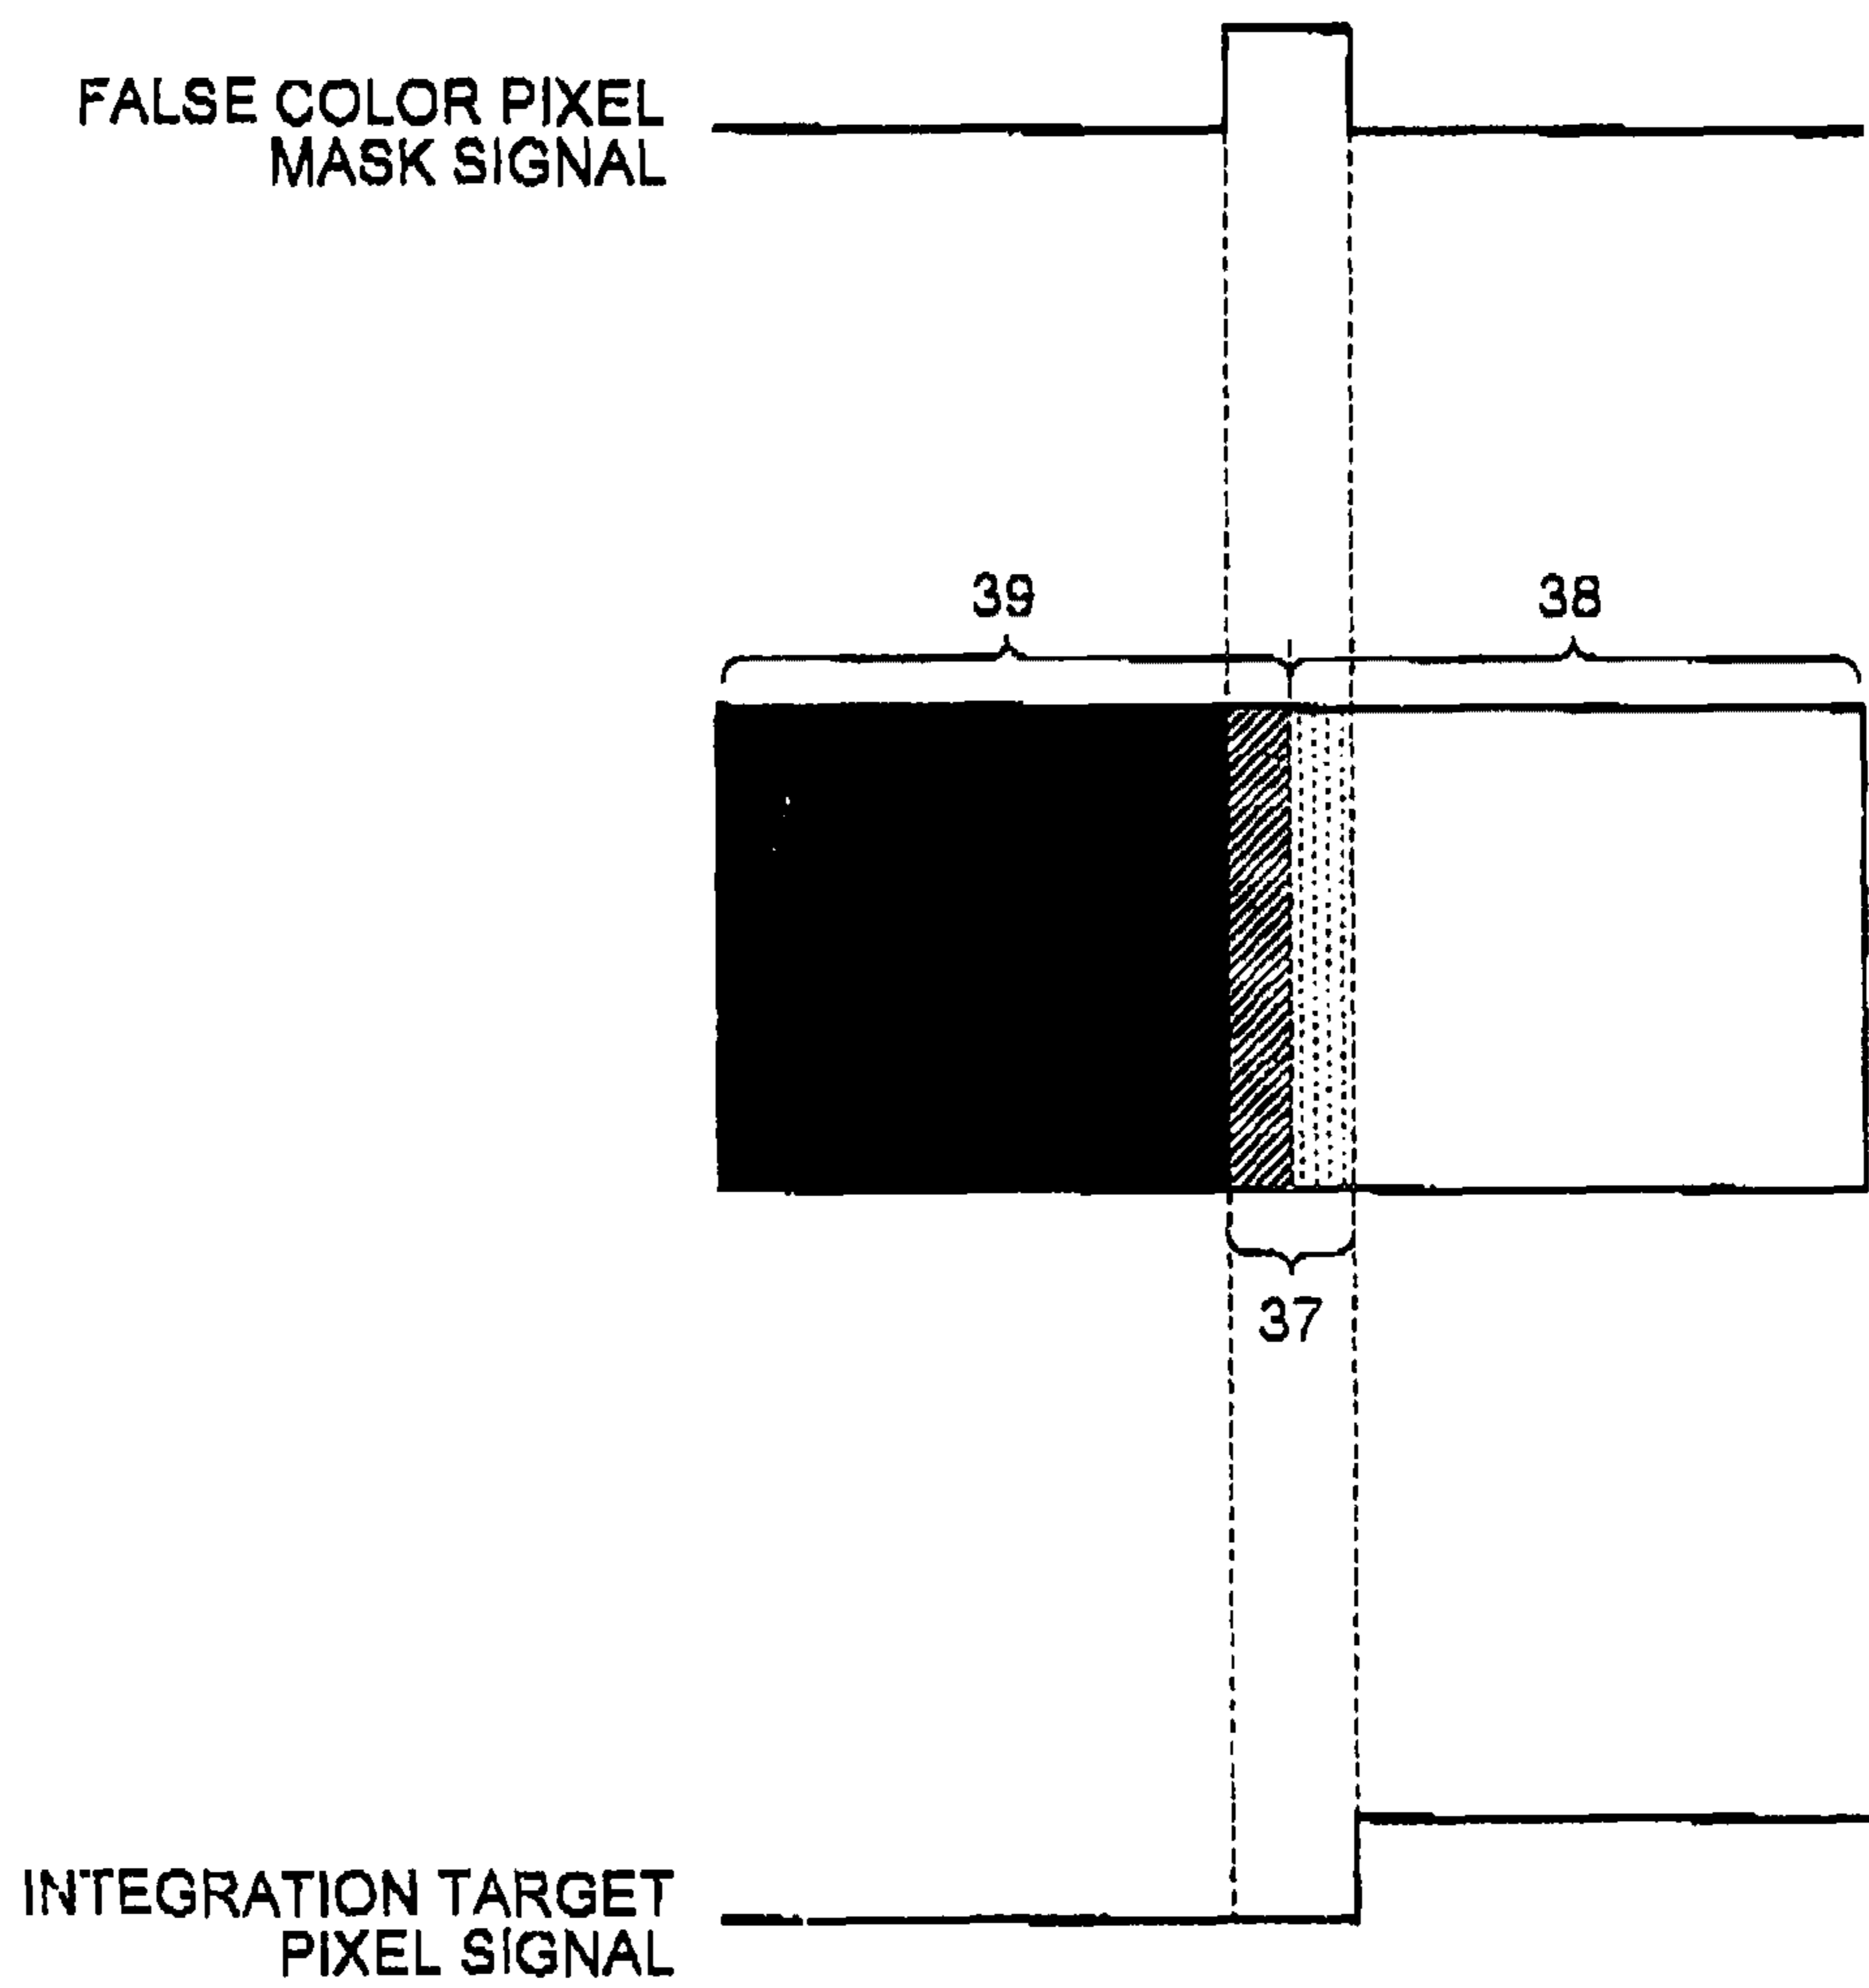 FALSE COLOR PIXEL
MASK SIGNAL
39
38
37
INTEGRATION TARGET
PIXEL SIGNAL